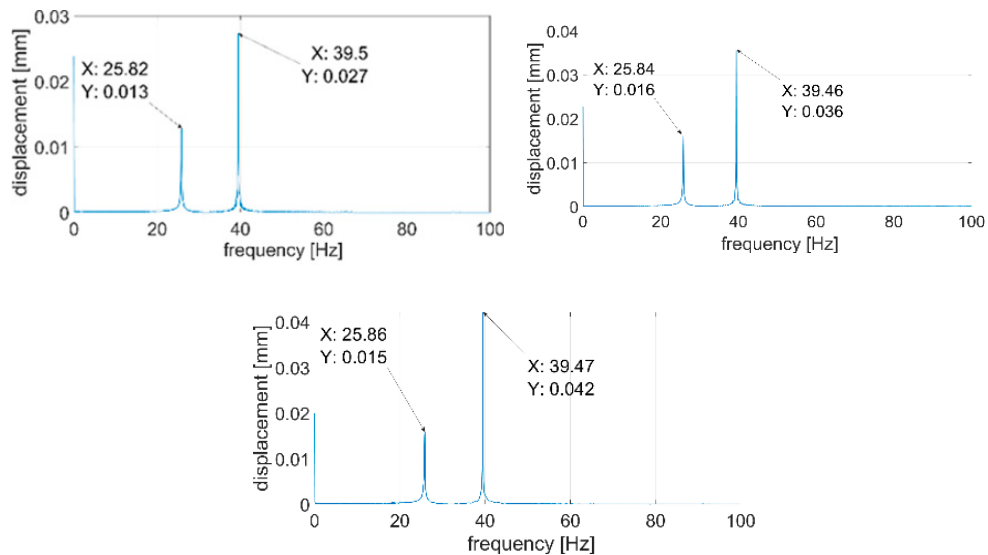 0.03
0.02
0.01
0
displacement [mm]
X: 25.82
Y: 0.013
X: 39.5
Y: 0.027
0 20 40 60 80 100
frequency [Hz]
0.04
0.03
0.02
0.01
0
displacement [mm]
X: 25.84
Y: 0.016
X: 39.46
Y: 0.036
0 20 40 60 80 100
frequency [Hz]
0.04
0.03
0.02
0.01
0
displacement [mm]
X: 25.86
Y: 0.015
X: 39.47
Y: 0.042
0 20 40 60 80 100
frequency [Hz]